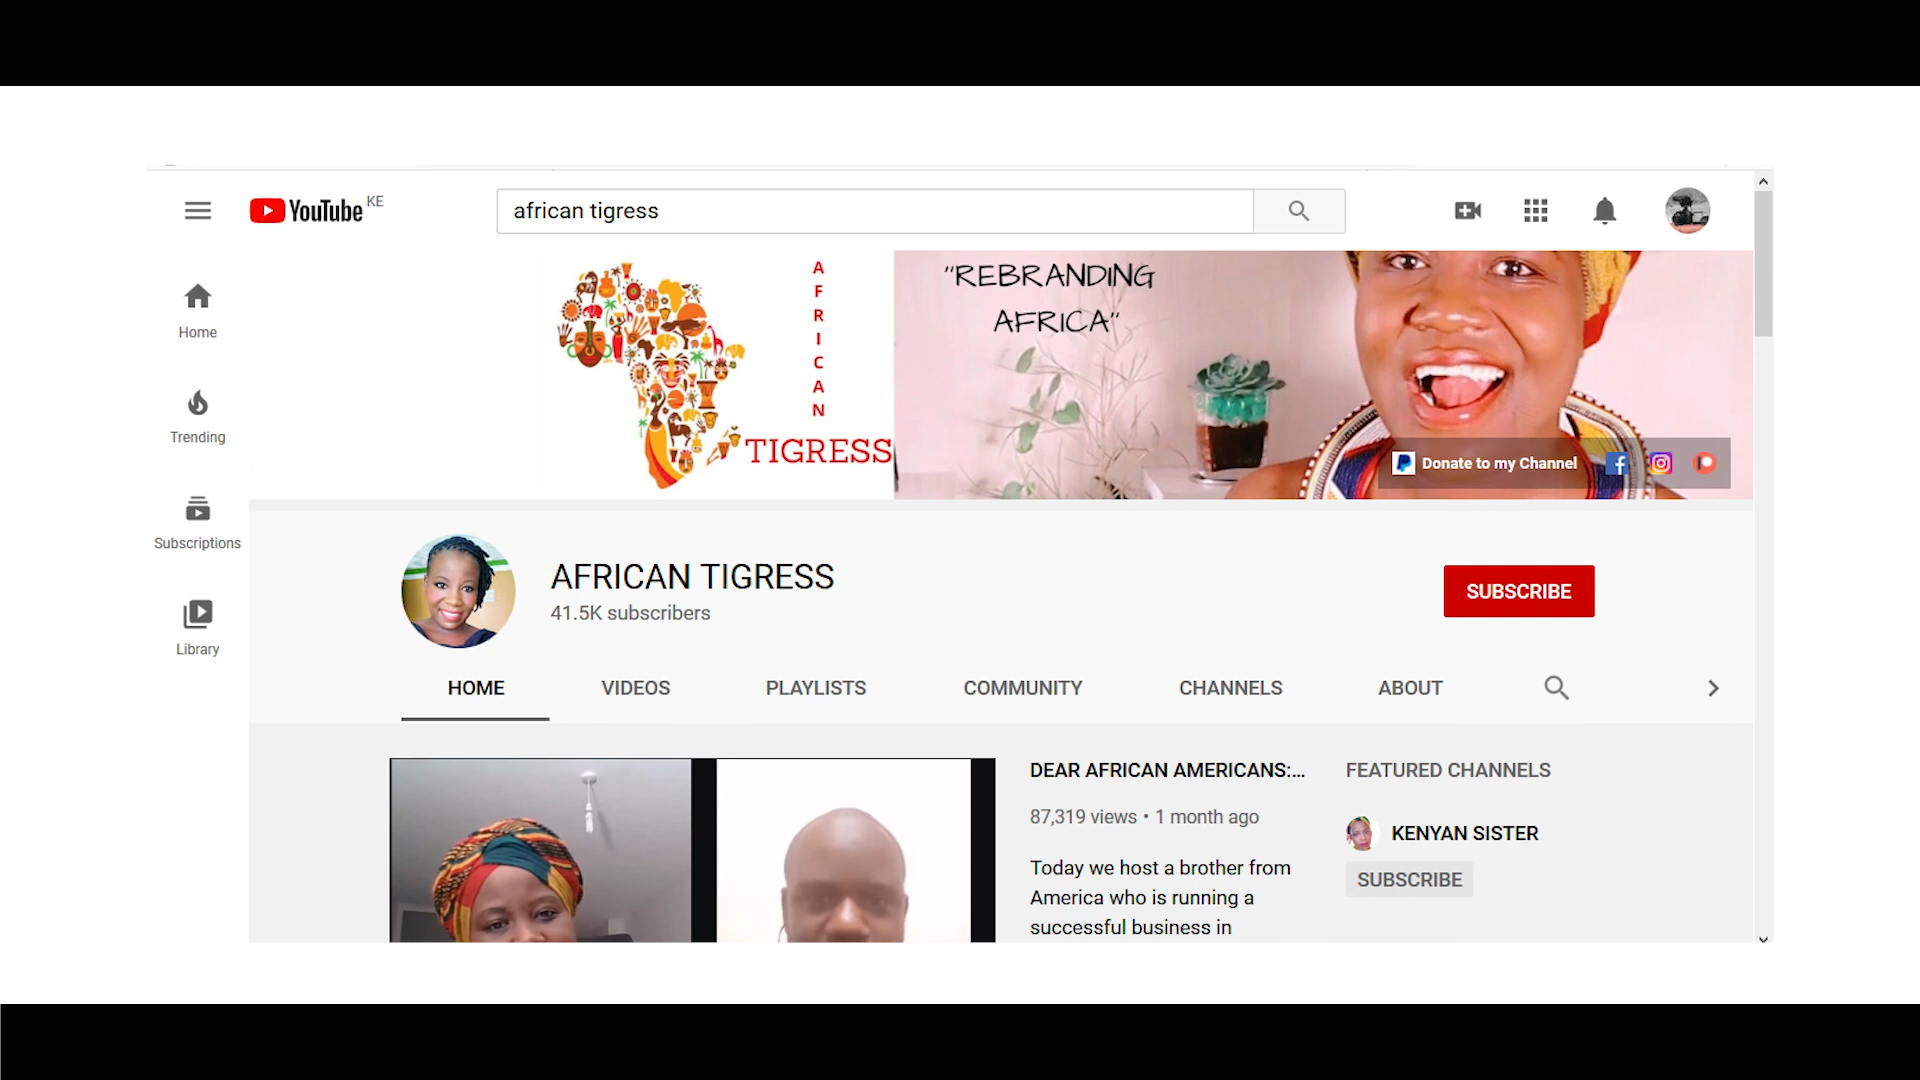 YouTube KE
african tigress
Home
Trending
Subscriptions
Library
AFRICAN
TIGRESS
"REBRANDING
AFRICA"
Donate to my Channel
AFRICAN TIGRESS
41.5K subscribers
SUBSCRIBE
HOME VIDEOS PLAYLISTS COMMUNITY CHANNELS ABOUT
DEAR AFRICAN AMERICANS:...
87,319 views • 1 month ago
Today we host a brother from
America who is running a
successful business in
FEATURED CHANNELS
KENYAN SISTER
SUBSCRIBE